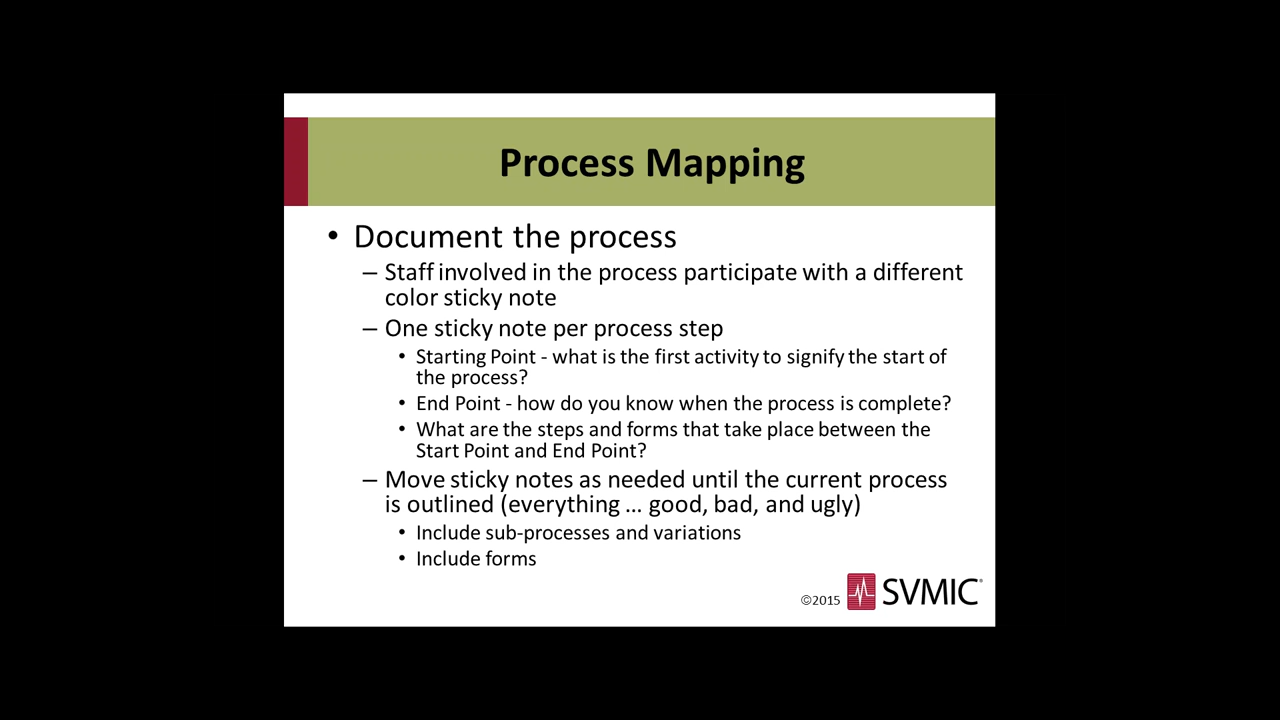 Process Mapping
• Document the process
– Staff involved in the process participate with a different
color sticky note
– One sticky note per process step
• Starting Point - what is the first activity to signify the start of
the process?
• End Point - how do you know when the process is complete?
• What are the steps and forms that take place between the
Start Point and End Point?
– Move sticky notes as needed until the current process
is outlined (everything … good, bad, and ugly)
• Include sub-processes and variations
• Include forms
©2015 SVMIC®